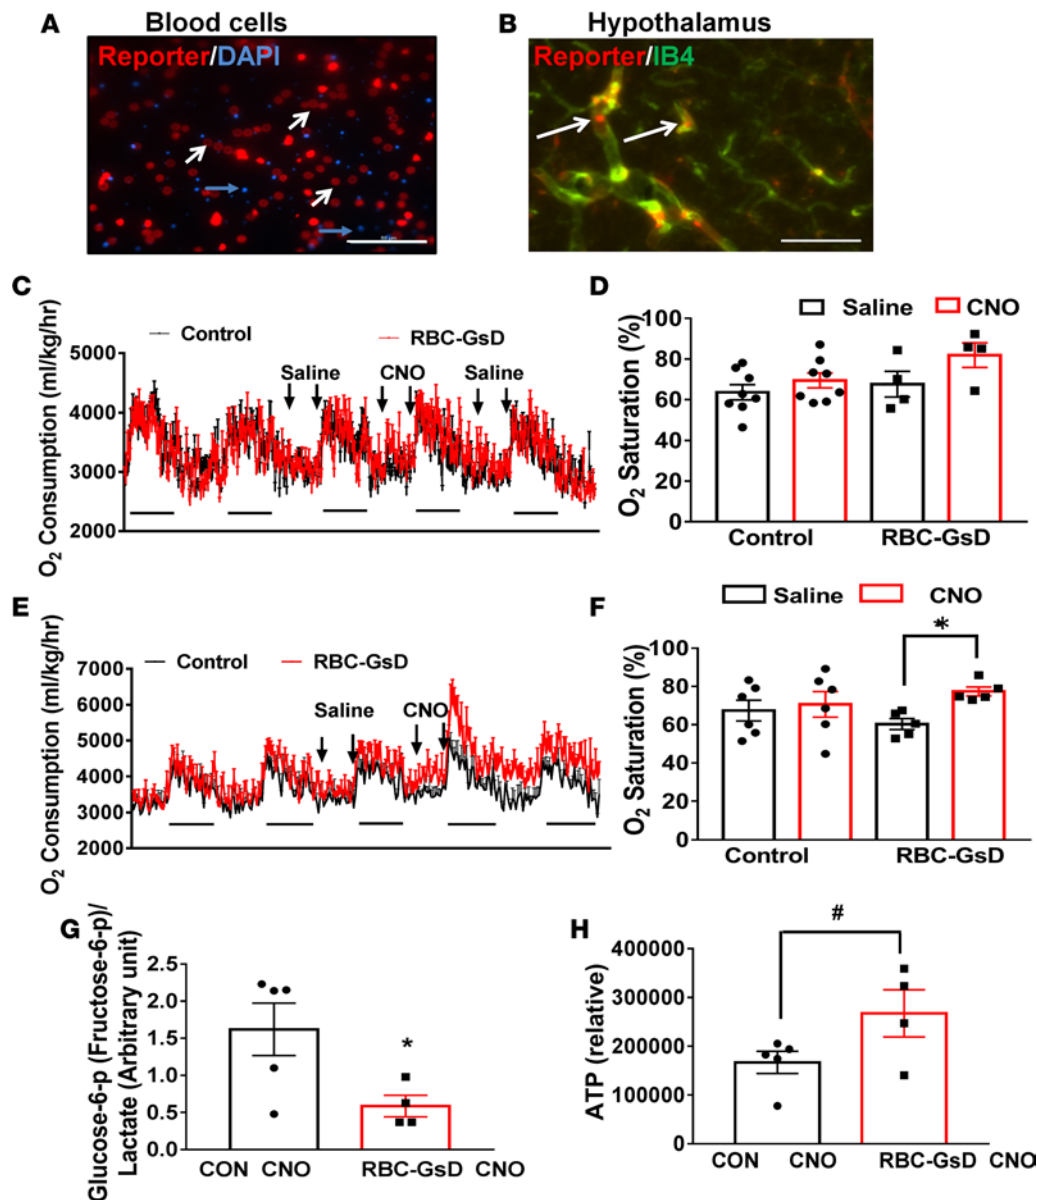 A Blood cells
Reporter/DAPI
B Hypothalamus
Reporter/IB4
C
Control RBC-GsD
O2 Consumption (ml/kg/hr)
5000
4000
3000
2000
Saline CNO Saline
D
Saline CNO
O2 Saturation (%)
100
80
60
40
20
0
Control RBC-GsD
E
Control RBC-GsD
O2 Consumption (ml/kg/hr)
7000
6000
5000
4000
3000
2000
Saline CNO
F
Saline CNO
*
O2 Saturation (%)
100
80
60
40
20
0
Control RBC-GsD
G
Glucose-6-p (Fructose-6-p)/
Lactate (Arbitrary unit)
2.5
2.0
1.5
1.0
0.5
0.0
*
CON CNO RBC-GsD CNO
H
#
ATP (relative)
400000
300000
200000
100000
0
CON CNO RBC-GsD CNO